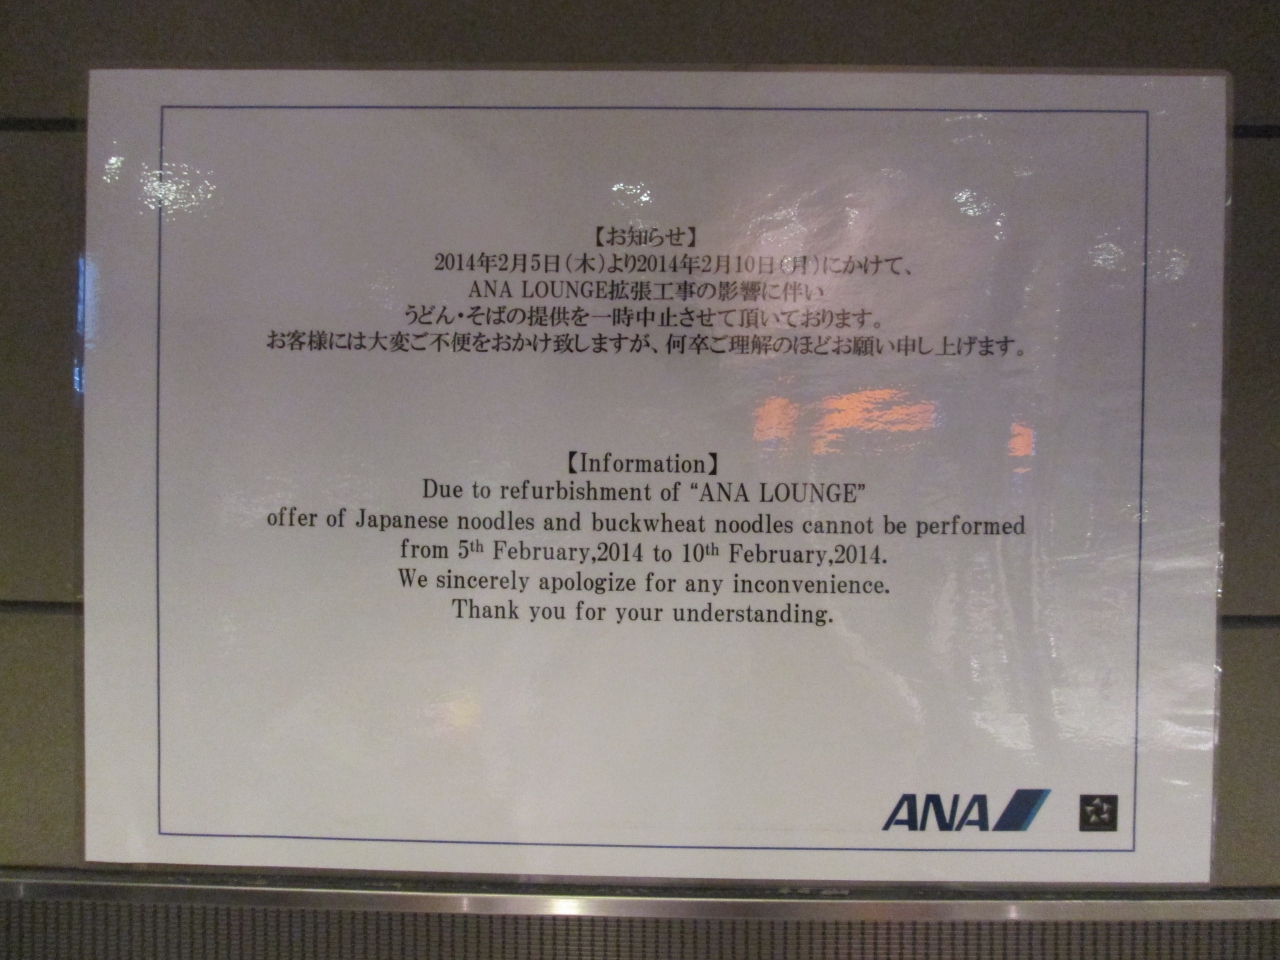 【お知らせ】
2014年2月5日（木）より2014年2月10日（月）にかけて、
ANA LOUNGE拡張工事の影響に伴い
うどん・そばの提供を一時中止させて頂いております。
お客様には大変ご不便をおかけ致しますが、何卒ご理解のほどお願い申し上げます。
【Information】
Due to refurbishment of “ANA LOUNGE”
offer of Japanese noodles and buckwheat noodles cannot be performed
from 5th February,2014 to 10th February,2014.
We sincerely apologize for any inconvenience.
Thank you for your understanding.
ANA